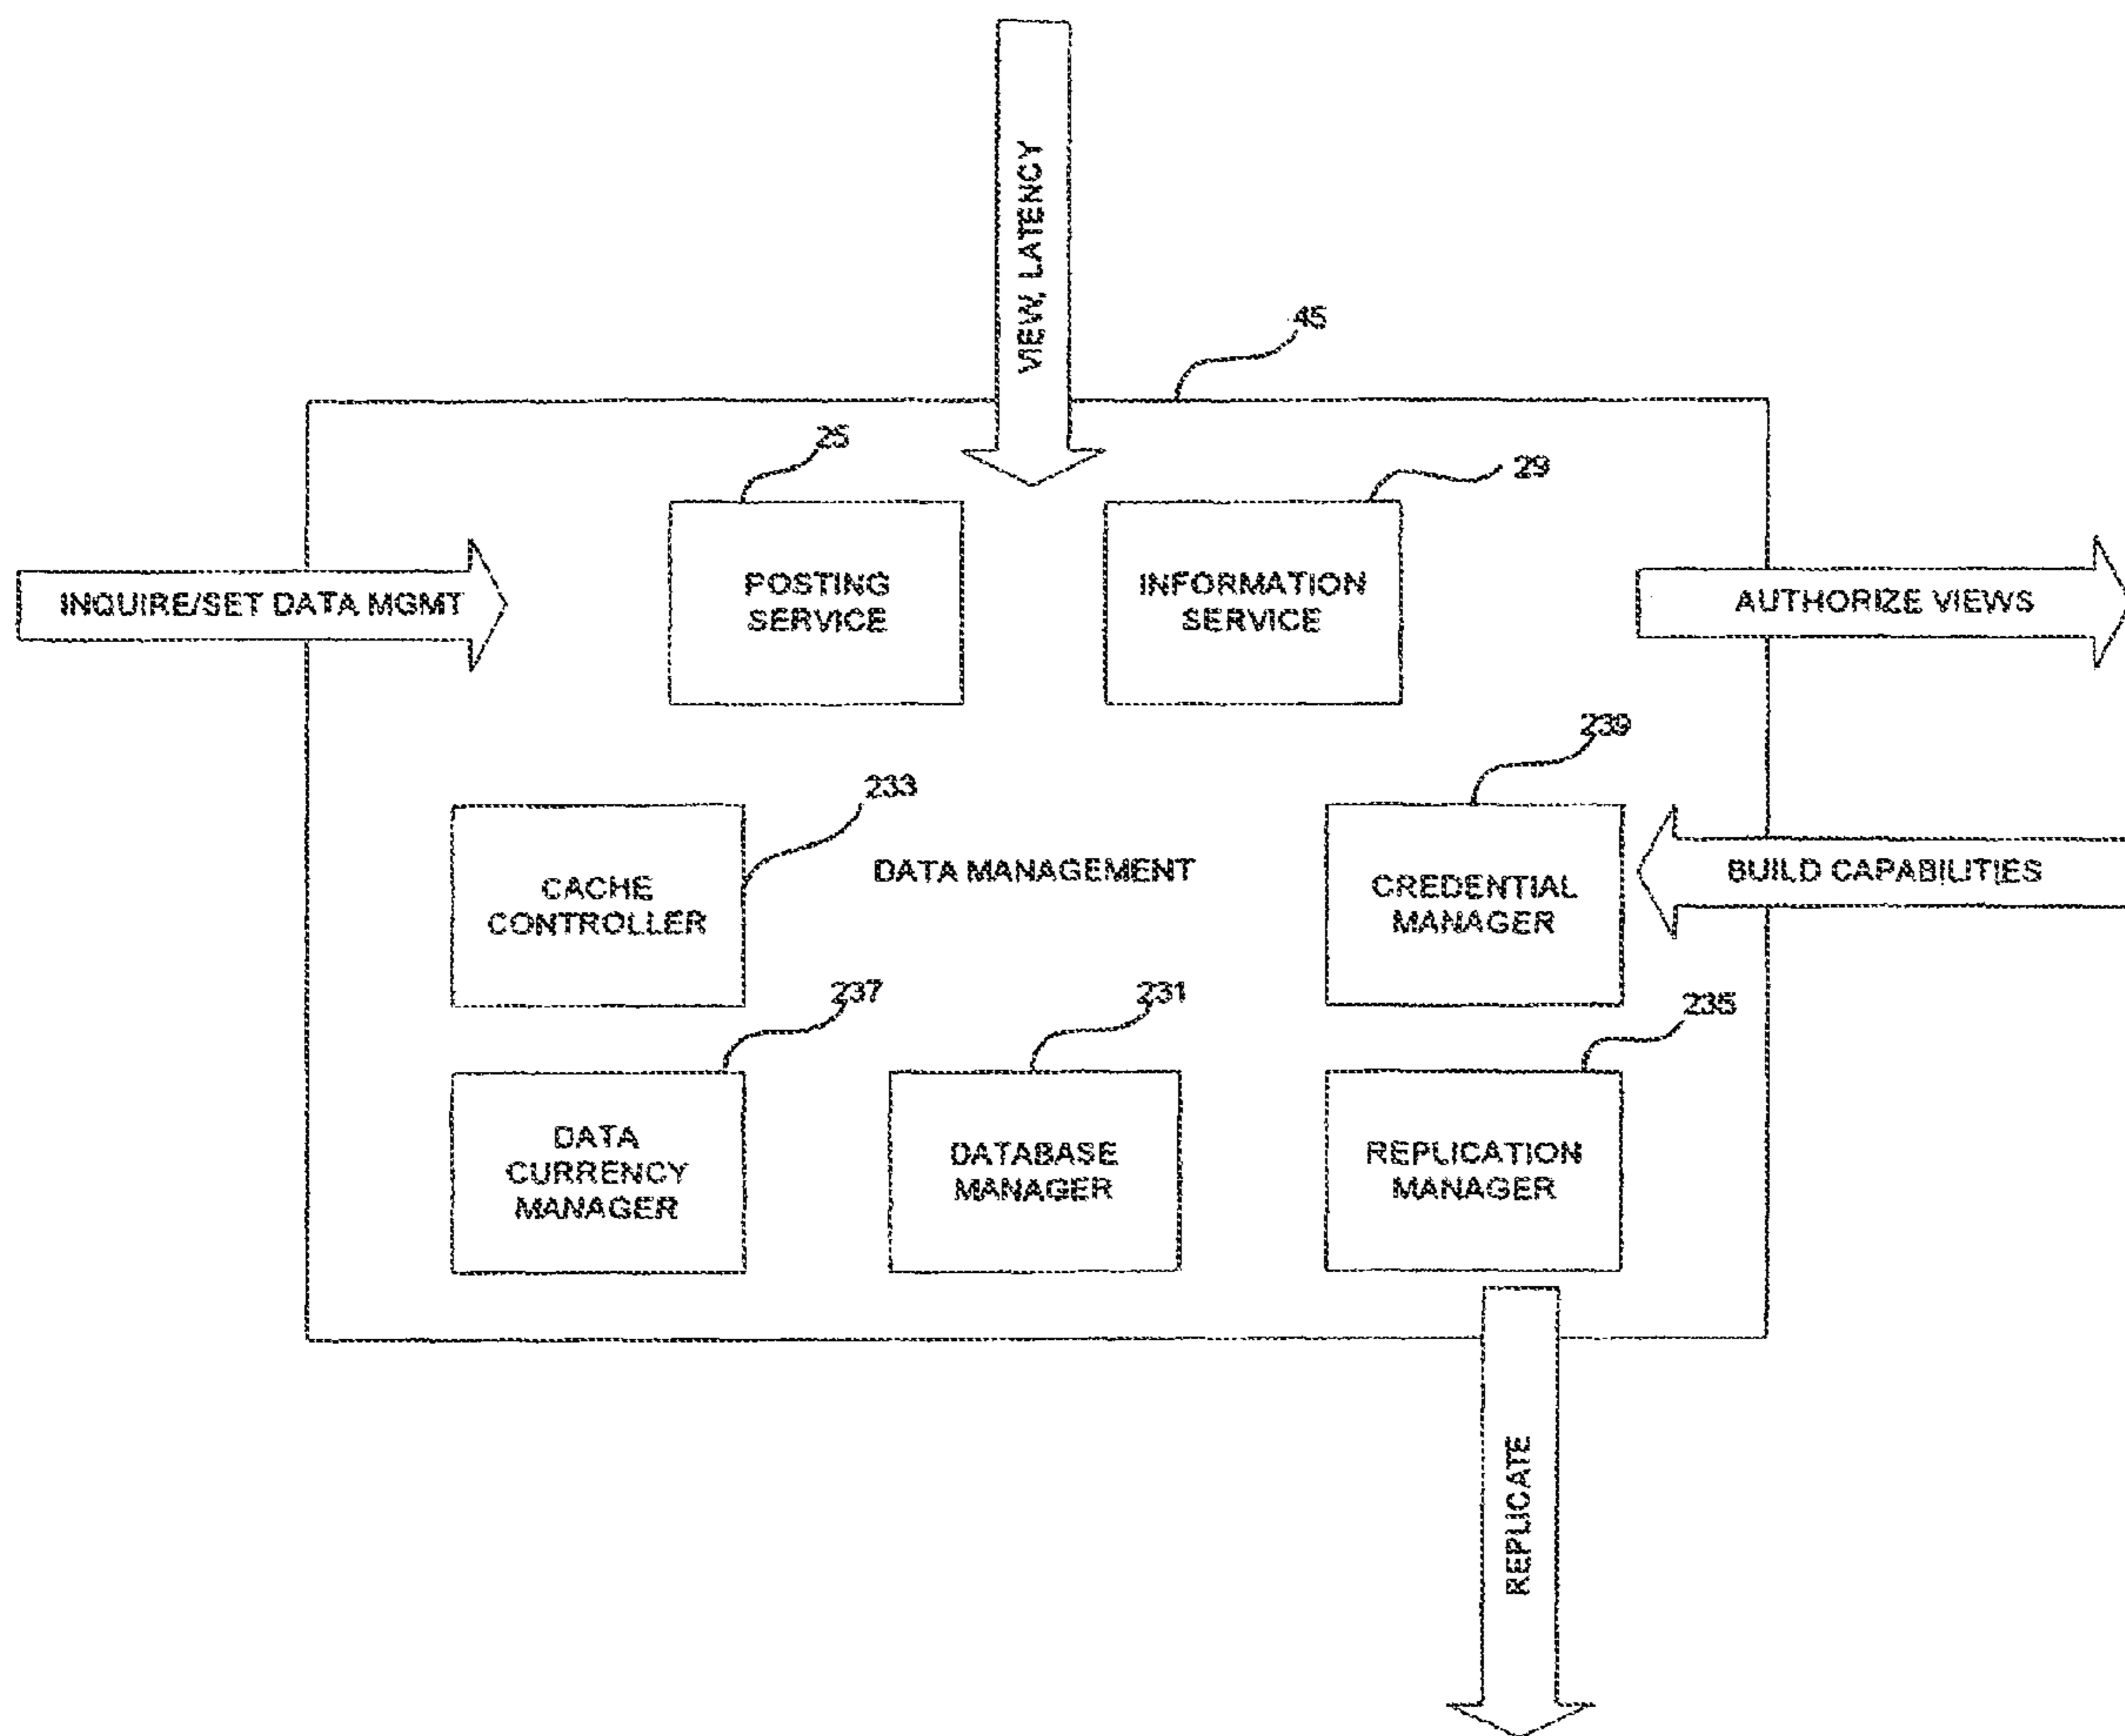 VIEW, LATENCY
45
25
29
INQUIRE/SET DATA MGMT
POSTING
SERVICE
INFORMATION
SERVICE
AUTHORIZE VIEWS
239
233
CACHE
CONTROLLER
DATA MANAGEMENT
CREDENTIAL
MANAGER
BUILD CAPABILITIES
237
231
235
DATA
CURRENCY
MANAGER
DATABASE
MANAGER
REPLICATION
MANAGER
REPLICATE